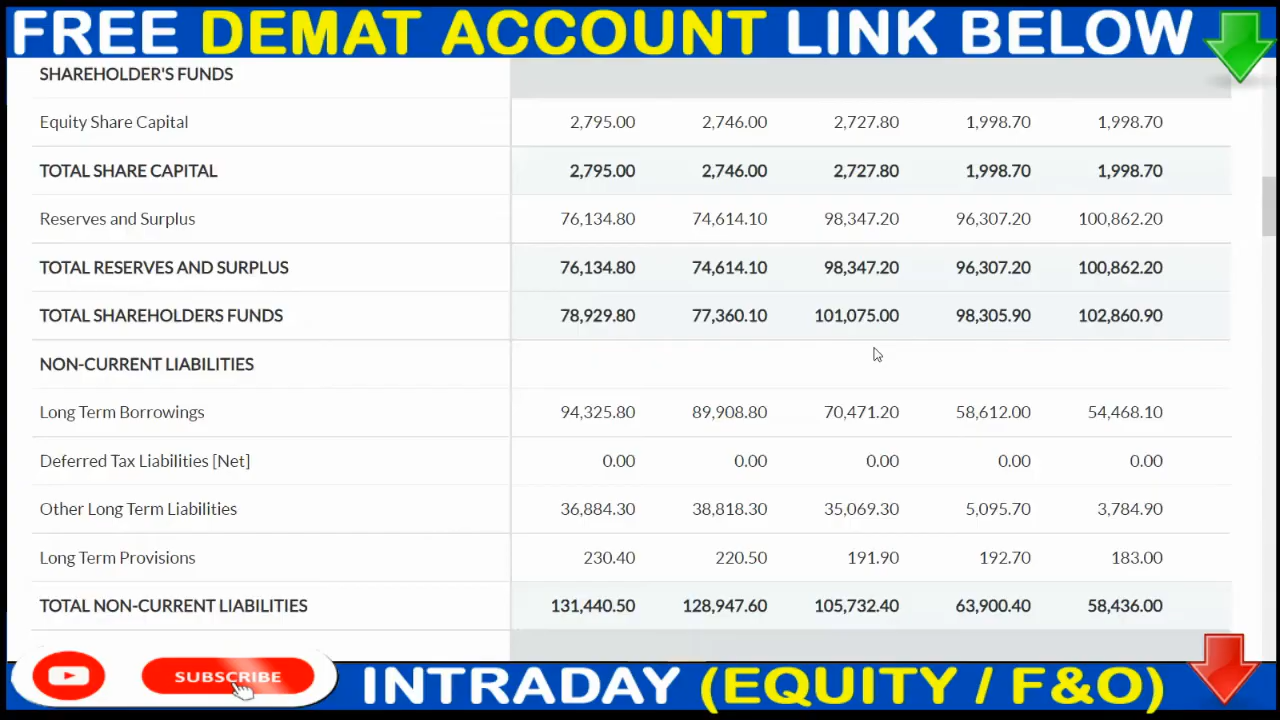 FREE DEMAT ACCOUNT LINK BELOW
SHAREHOLDER'S FUNDS
Equity Share Capital 2,795.00 2,746.00 2,727.80 1,998.70 1,998.70
TOTAL SHARE CAPITAL 2,795.00 2,746.00 2,727.80 1,998.70 1,998.70
Reserves and Surplus 76,134.80 74,614.10 98,347.20 96,307.20 100,862.20
TOTAL RESERVES AND SURPLUS 76,134.80 74,614.10 98,347.20 96,307.20 100,862.20
TOTAL SHAREHOLDERS FUNDS 78,929.80 77,360.10 101,075.00 98,305.90 102,860.90
NON-CURRENT LIABILITIES
Long Term Borrowings 94,325.80 89,908.80 70,471.20 58,612.00 54,468.10
Deferred Tax Liabilities [Net] 0.00 0.00 0.00 0.00 0.00
Other Long Term Liabilities 36,884.30 38,818.30 35,069.30 5,095.70 3,784.90
Long Term Provisions 230.40 220.50 191.90 192.70 183.00
TOTAL NON-CURRENT LIABILITIES 131,440.50 128,947.60 105,732.40 63,900.40 58,436.00
SUBSCRIBE
INTRADAY (EQUITY / F&O)